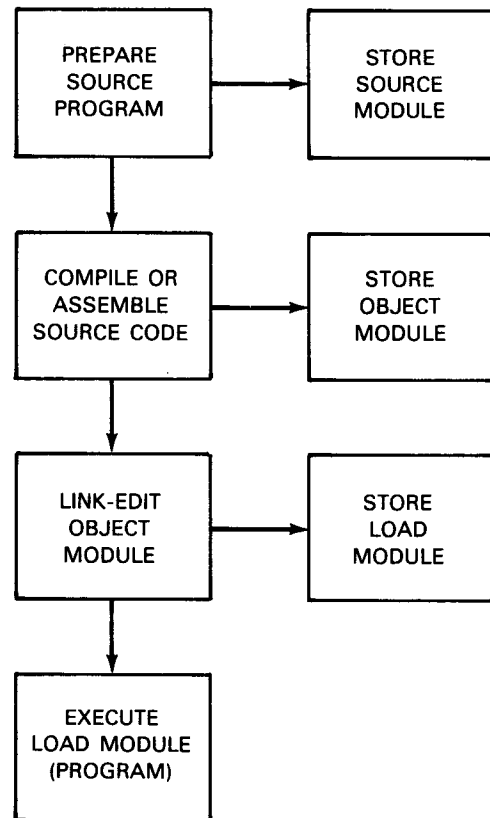 PREPARE
SOURCE
PROGRAM
STORE
SOURCE
MODULE
COMPILE OR
ASSEMBLE
SOURCE CODE
STORE
OBJECT
MODULE
LINK-EDIT
OBJECT
MODULE
STORE
LOAD
MODULE
EXECUTE
LOAD MODULE
(PROGRAM)